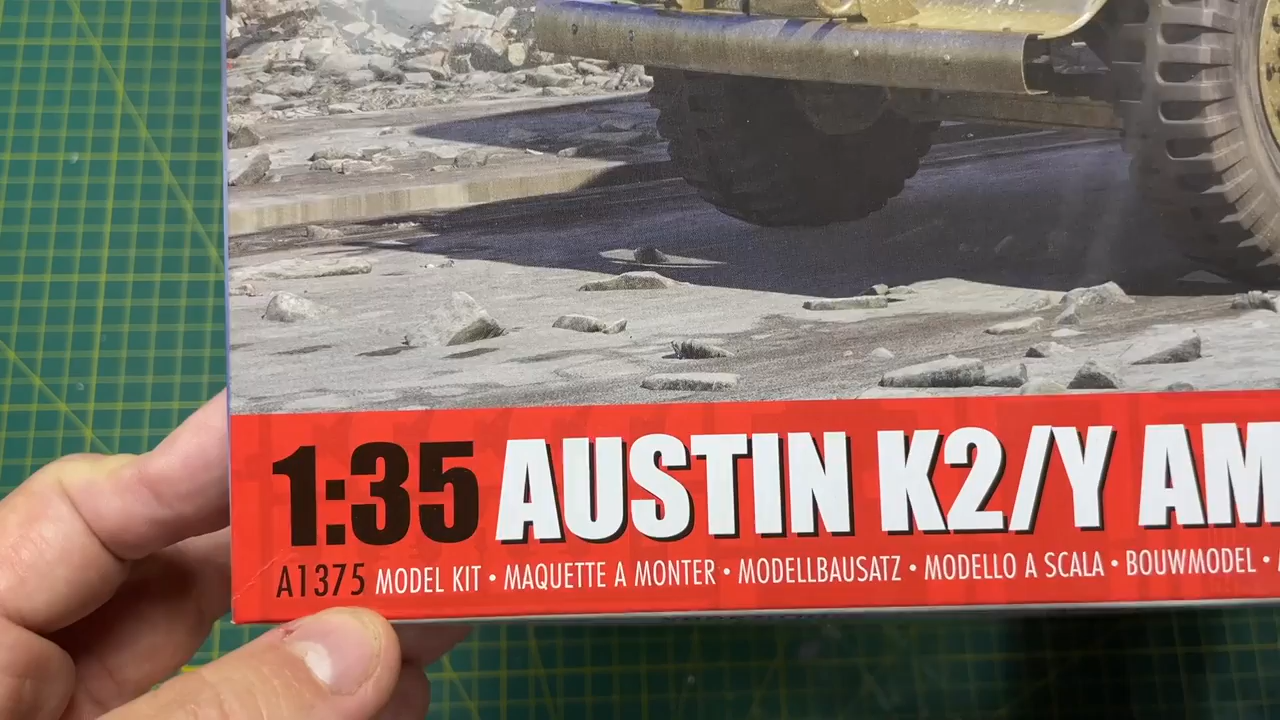 1:35 AUSTIN K2/Y AM
A1375 MODEL KIT • MAQUETTE A MONTER • MODELLBAUSATZ • MODELLO A SCALA • BOUWMODEL •